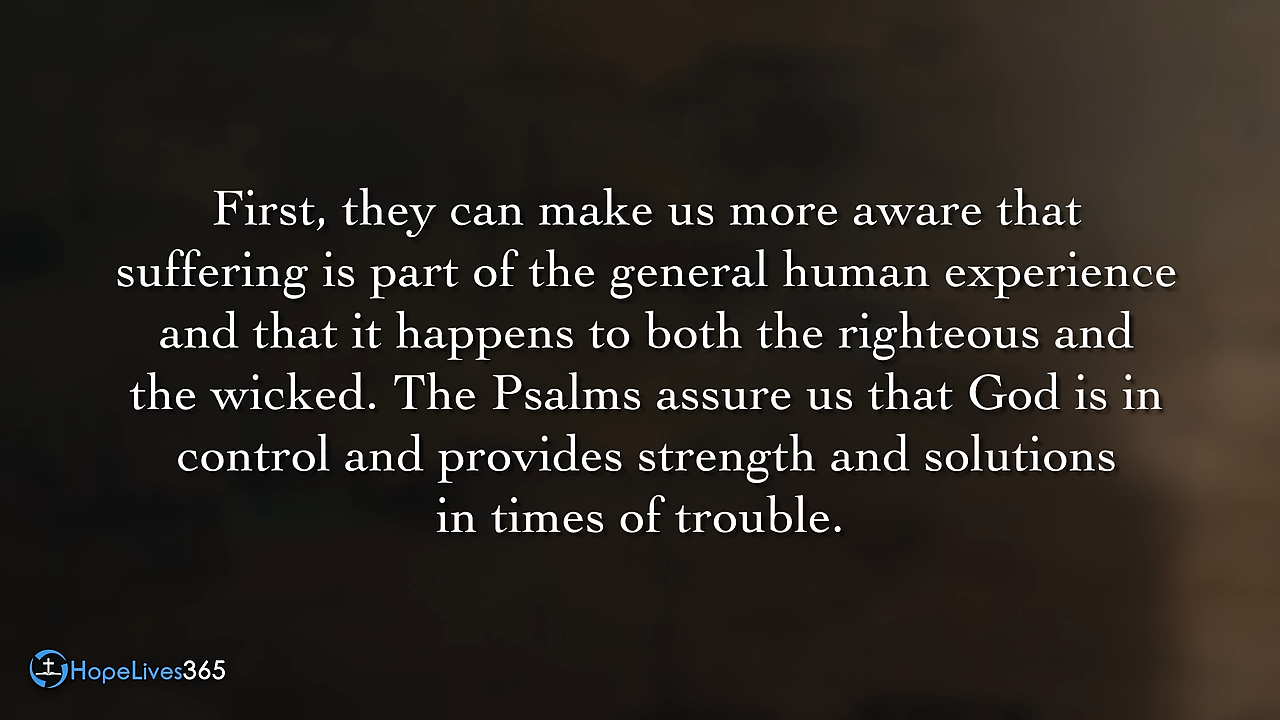 First, they can make us more aware that
suffering is part of the general human experience
and that it happens to both the righteous and
the wicked. The Psalms assure us that God is in
control and provides strength and solutions
in times of trouble.
HopeLives365